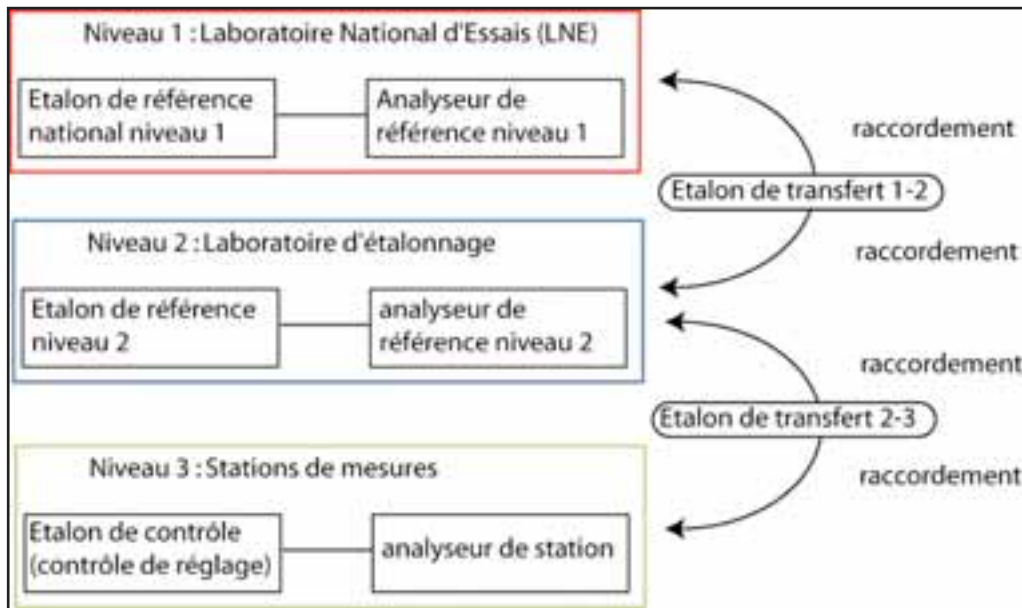 Niveau 1 : Laboratoire National d'Essais (LNE)
Etalon de référence
national niveau 1
Analyseur de
référence niveau 1
raccordement
Etalon de transfert 1-2
raccordement
Niveau 2 : Laboratoire d'étalonnage
Etalon de référence
niveau 2
analyseur de
référence niveau 2
raccordement
Etalon de transfert 2-3
raccordement
Niveau 3 : Stations de mesures
Etalon de contrôle
(contrôle de réglage)
analyseur de station